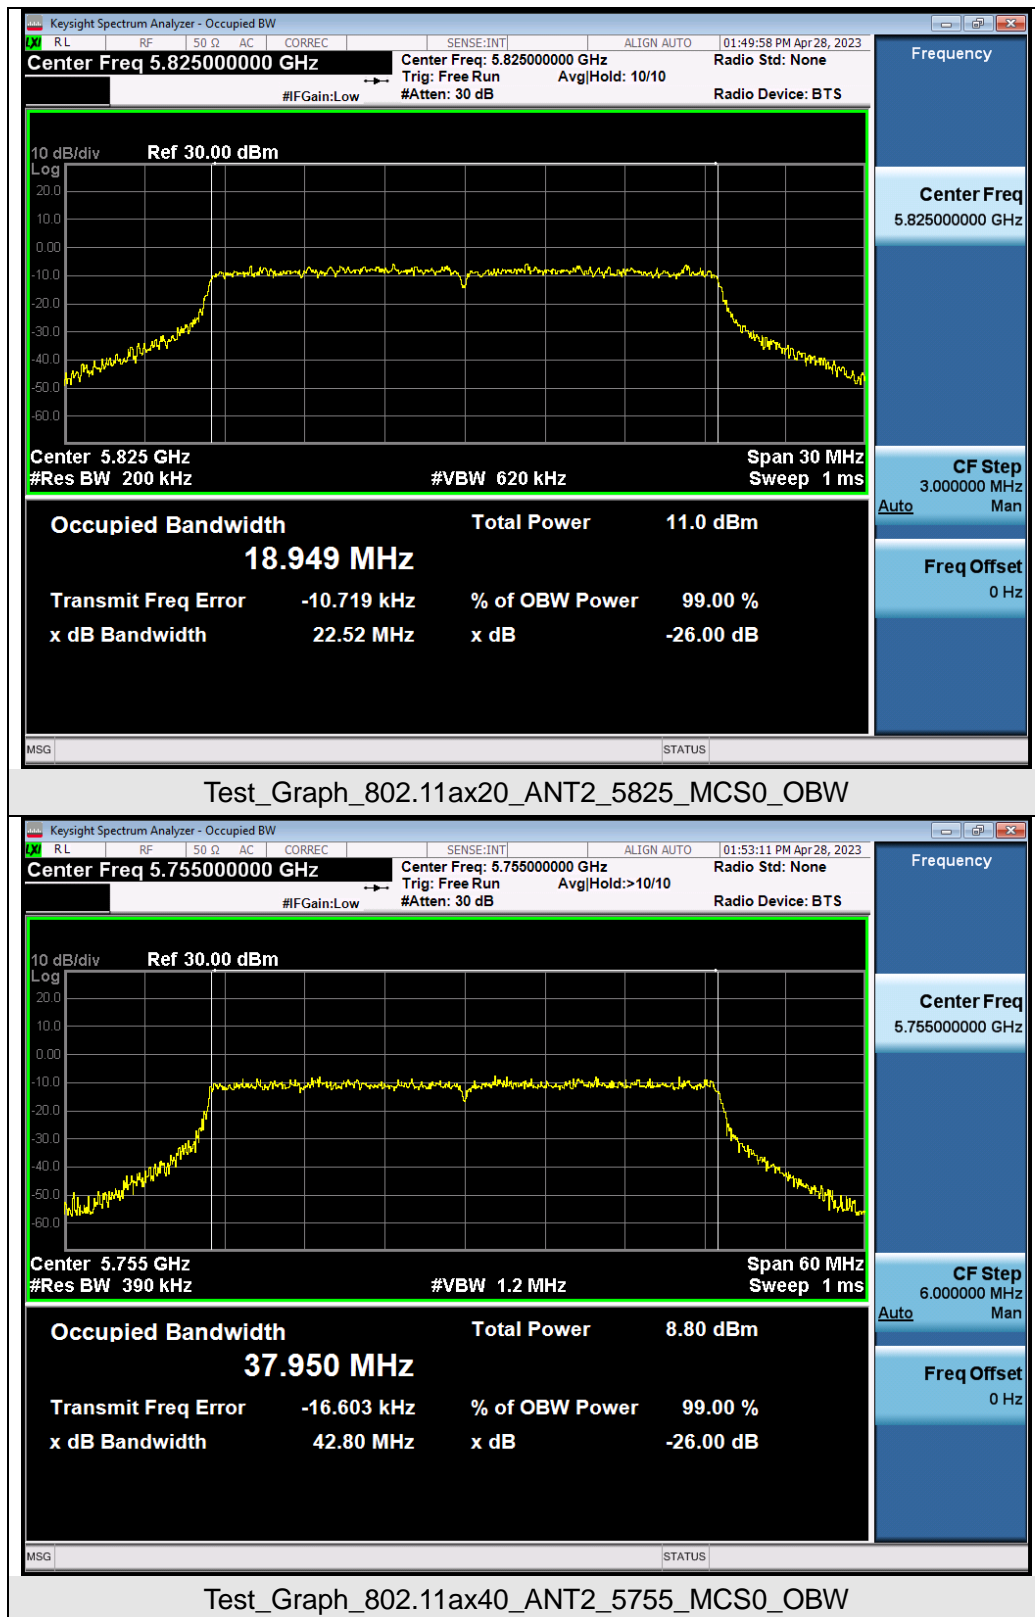 Keysight Spectrum Analyzer - Occupied BW
LXI RL RF 50 Ω AC CORREC SENSE:INT ALIGN AUTO 01:49:58 PM Apr 28, 2023
Center Freq 5.825000000 GHz
Center Freq: 5.825000000 GHz
Radio Std: None
Trig: Free Run Avg|Hold: 10/10
#IFGain:Low
#Atten: 30 dB
Radio Device: BTS
Frequency
10 dB/div Ref 30.00 dBm
Log
20.0
10.0
0.00
-10.0
-20.0
-30.0
-40.0
-50.0
-60.0
Center 5.825 GHz Span 30 MHz
#Res BW 200 kHz #VBW 620 kHz Sweep 1 ms
Center Freq
5.825000000 GHz
CF Step
3.000000 MHz
Auto Man
Freq Offset
0 Hz
Occupied Bandwidth Total Power 11.0 dBm
18.949 MHz
Transmit Freq Error -10.719 kHz % of OBW Power 99.00 %
x dB Bandwidth 22.52 MHz x dB -26.00 dB
MSG STATUS
Test_Graph_802.11ax20_ANT2_5825_MCS0_OBW
Keysight Spectrum Analyzer - Occupied BW
LXI RL RF 50 Ω AC CORREC SENSE:INT ALIGN AUTO 01:53:11 PM Apr 28, 2023
Center Freq 5.755000000 GHz
Center Freq: 5.755000000 GHz
Radio Std: None
Trig: Free Run Avg|Hold:>10/10
#IFGain:Low
#Atten: 30 dB
Radio Device: BTS
Frequency
10 dB/div Ref 30.00 dBm
Log
20.0
10.0
0.00
-10.0
-20.0
-30.0
-40.0
-50.0
-60.0
Center 5.755 GHz Span 60 MHz
#Res BW 390 kHz #VBW 1.2 MHz Sweep 1 ms
Center Freq
5.755000000 GHz
CF Step
6.000000 MHz
Auto Man
Freq Offset
0 Hz
Occupied Bandwidth Total Power 8.80 dBm
37.950 MHz
Transmit Freq Error -16.603 kHz % of OBW Power 99.00 %
x dB Bandwidth 42.80 MHz x dB -26.00 dB
MSG STATUS
Test_Graph_802.11ax40_ANT2_5755_MCS0_OBW